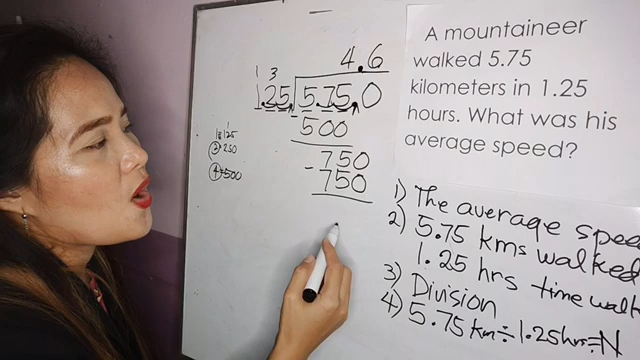 A mountaineer
walked 5.75
kilometers in 1.25
hours. What was his
average speed?
4.6
1 3
1.25. 5.75.0
- 500
750
- 750
1
125
250
4 500
1) The average spee
2) 5.75 kms walked
1.25 hrs time walk
3) Division
4) 5.75 km ÷ 1.25 hrs = N